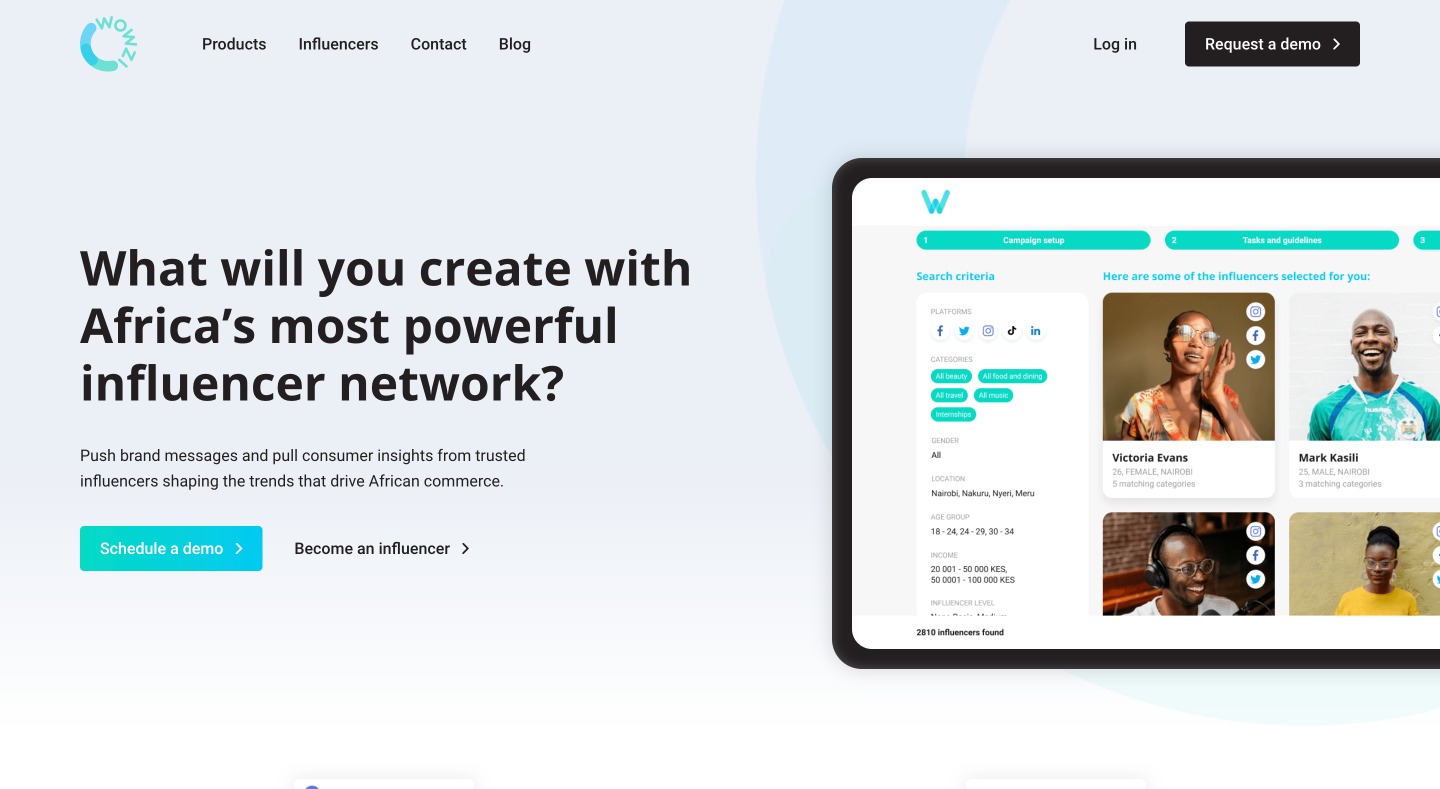 WOWZI
Products
Influencers
Contact
Blog
Log in
Request a demo
What will you create with
Africa’s most powerful
influencer network?
Push brand messages and pull consumer insights from trusted
influencers shaping the trends that drive African commerce.
Schedule a demo
Become an influencer
W
1 Campaign setup
2 Tasks and guidelines
3
Search criteria
Here are some of the influencers selected for you:
PLATFORMS
CATEGORIES
All beauty
All food and dining
All travel
All music
Internships
GENDER
All
LOCATION
Nairobi, Nakuru, Nyeri, Meru
AGE GROUP
18 - 24, 24 - 29, 30 - 34
INCOME
20 001 - 50 000 KES,
50 0001 - 100 000 KES
INFLUENCER LEVEL
Victoria Evans
26, FEMALE, NAIROBI
5 matching categories
Mark Kasili
25, MALE, NAIROBI
3 matching categories
2810 influencers found